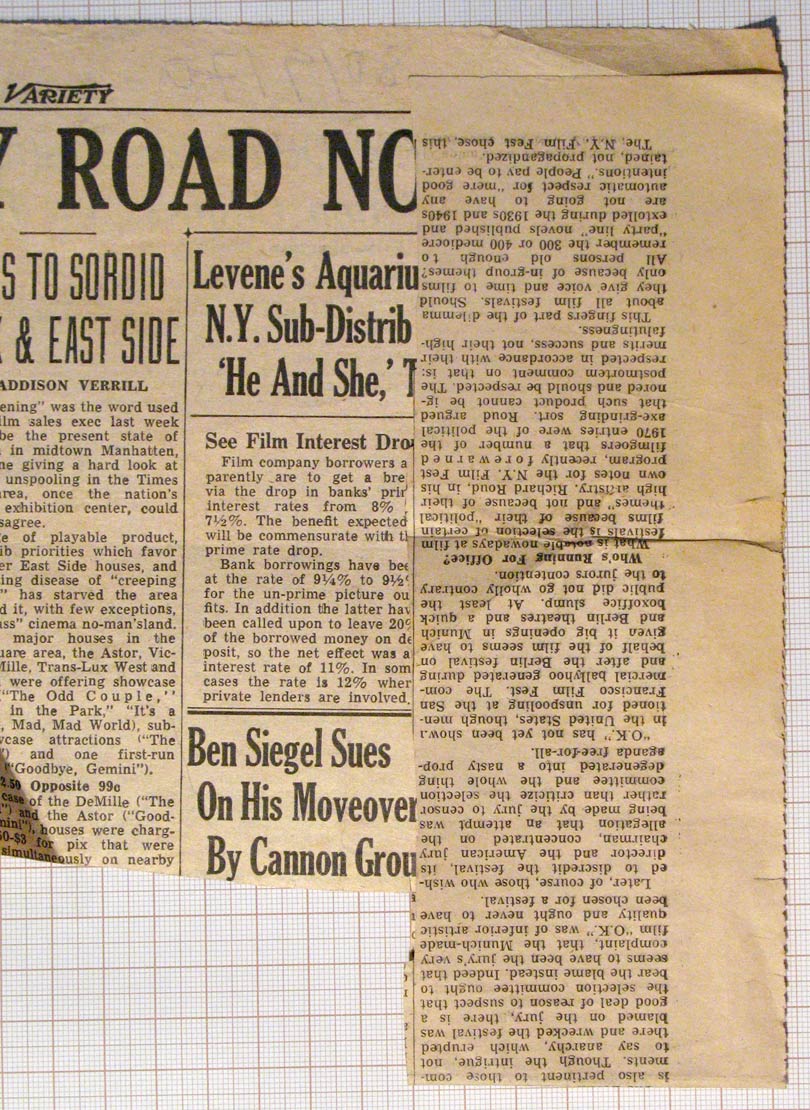 VARIETY
ROAD NO
S TO SORDID
& EAST SIDE
ADDISON VERRILL
ening" was the word used
ilm sales exec last week
be the present state of
in midtown Manhatten,
ne giving a hard look at
unspooling in the Times
area, once the nation's
exhibition center, could
sagree.
te of playable product,
ib priorities which favor
er East Side houses, and
ing disease of "creeping
" has starved the area
d it, with few exceptions,
ass" cinema no-man'sland.
major houses in the
uare area, the Astor, Vic-
Mille, Trans-Lux West and
were offering showcase
"The Odd Couple,"
in the Park," "It's a
, Mad, Mad World), sub-
wcase attractions ("The
") and one first-run
"Goodbye, Gemini").
2.50 Opposite 99c
case of the DeMille ("The
") and the Astor ("Good-
mini"), houses were charg-
50-$3 for pix that were
simultaneously on nearby
Levene's Aquariu
N.Y. Sub-Distrib
'He And She,' T
See Film Interest Dro
Film company borrowers a
parently are to get a bre
via the drop in banks' prin
interest rates from 8%
7½%. The benefit expected
will be commensurate with th
prime rate drop.
Bank borrowings have bee
at the rate of 9¼% to 9½%
for the un-prime picture ou
fits. In addition the latter hav
been called upon to leave 20%
of the borrowed money on de
posit, so the net effect was a
interest rate of 11%. In som
cases the rate is 12% wher
private lenders are involved.
Ben Siegel Sues
On His Moveover
By Cannon Grou
is also pertinent to those com-
ments. Though the intrigue, not
to say anarchy, which erupted
there and wrecked the festival was
blamed on the jury, there is a
good deal of reason to suspect that
the selection committee ought to
bear the blame instead. Indeed that
seems to have been the jury's very
complaint, that the Munich-made
film "O.K." was of inferior artistic
quality and ought never to have
been chosen for a festival.
Later, of course, those who wish-
ed to discredit the festival, its
director and the American jury
chairman, concentrated on the
allegation that an attempt was
being made by the jury to censor
rather than criticize the selection
committee and the whole thing
degenerated into a nasty prop-
aganda free-for-all.
"O.K." has not yet been shown
in the United States, though men-
tioned for unspooling at the San
Francisco Film Fest. The com-
mercial ballyhoo generated during
and after the Berlin festival on
behalf of the film seems to have
given it big openings in Munich
and Berlin theatres and a quick
boxoffice slump. At least the
public did not go wholly contrary
to the jurors contention.
Who's Running For Office?
What is notable nowadays at film
festivals is the selection of certain
films because of their "political
themes" and not because of their
high artistry. Richard Roud, in his
own notes for the N.Y. Film Fest
program, recently forewarned
filmgoers that a number of the
1970 entries were of the political
axe-grinding sort. Roud argued
that such product cannot be ig-
nored and should be respected. The
postmortem comment on that is:
respected in accordance with their
merits and success, not their high-
falutingness.
This fingers part of the dilemma
about all film festivals. Should
they give voice and time to films
only because of in-group themes?
All persons old enough to
remember the 300 or 400 mediocre
"party line" novels published and
extolled during the 1930s and 1940s
are not going to have any
automatic respect for "mere good
intentions." People pay to be enter-
tained, not propagandized.
The N.Y. Film Fest chose, this